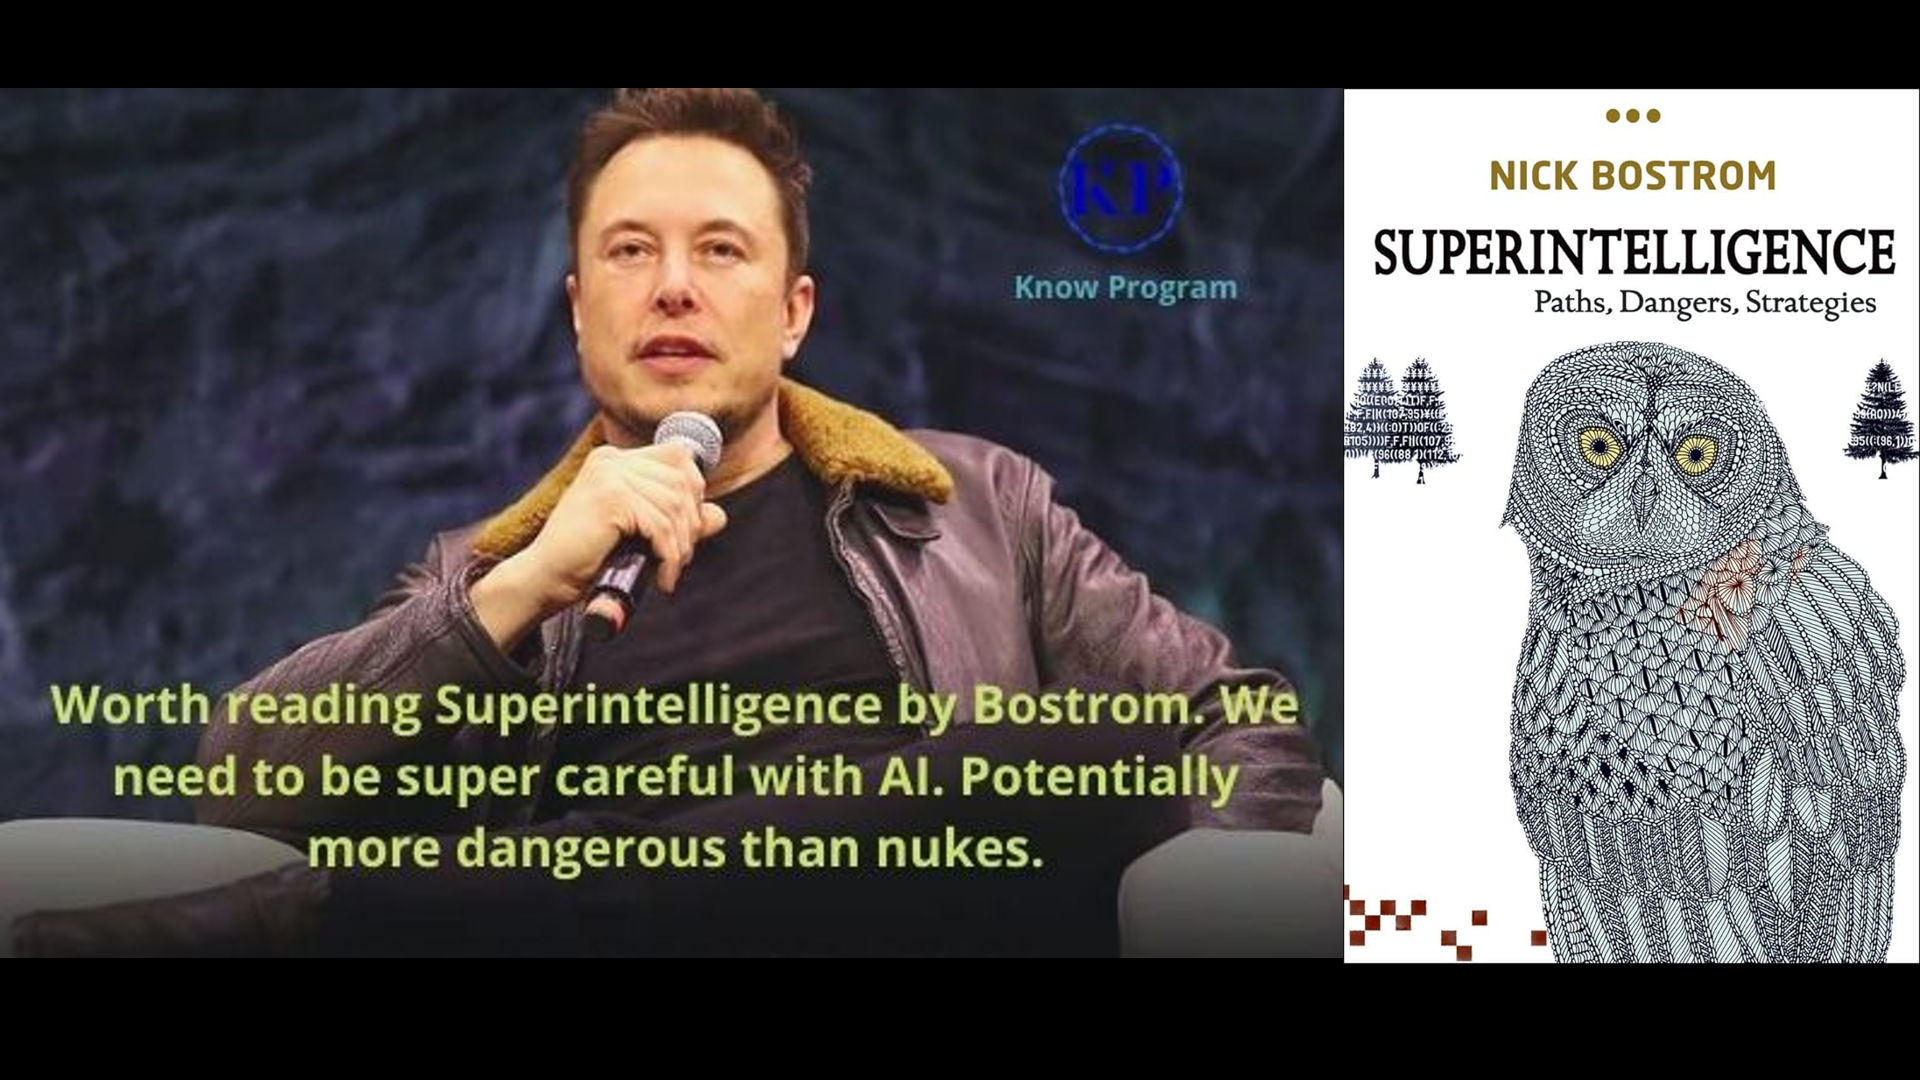 KP
Know Program
Worth reading Superintelligence by Bostrom. We
need to be super careful with AI. Potentially
more dangerous than nukes.
NICK BOSTROM
SUPERINTELLIGENCE
Paths, Dangers, Strategies